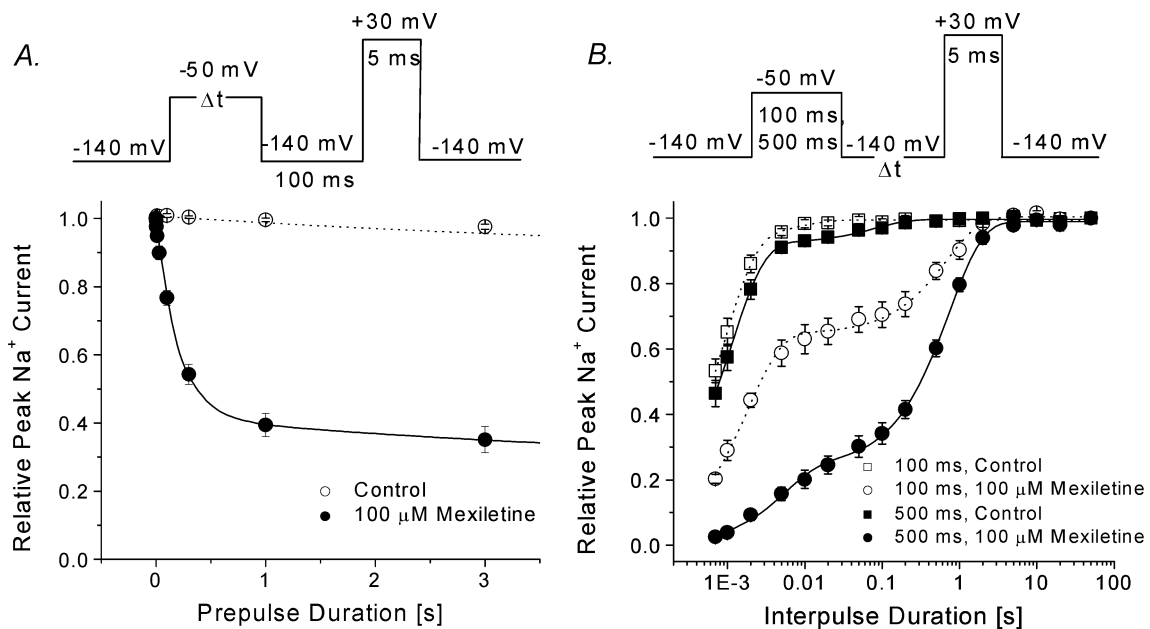 A.
+30 mV
5 ms
-50 mV
Δt
-140 mV
-140 mV
-140 mV
100 ms
Relative Peak Na+ Current
1.0
0.8
0.6
0.4
0.2
0.0
Control
100 μM Mexiletine
0
1
2
3
Prepulse Duration [s]
B.
+30 mV
5 ms
-50 mV
100 ms,
500 ms
-140 mV
-140 mV
-140 mV
Δt
Relative Peak Na+ Current
1.0
0.8
0.6
0.4
0.2
0.0
100 ms, Control
100 ms, 100 μM Mexiletine
500 ms, Control
500 ms, 100 μM Mexiletine
1E-3
0.01
0.1
1
10
100
Interpulse Duration [s]